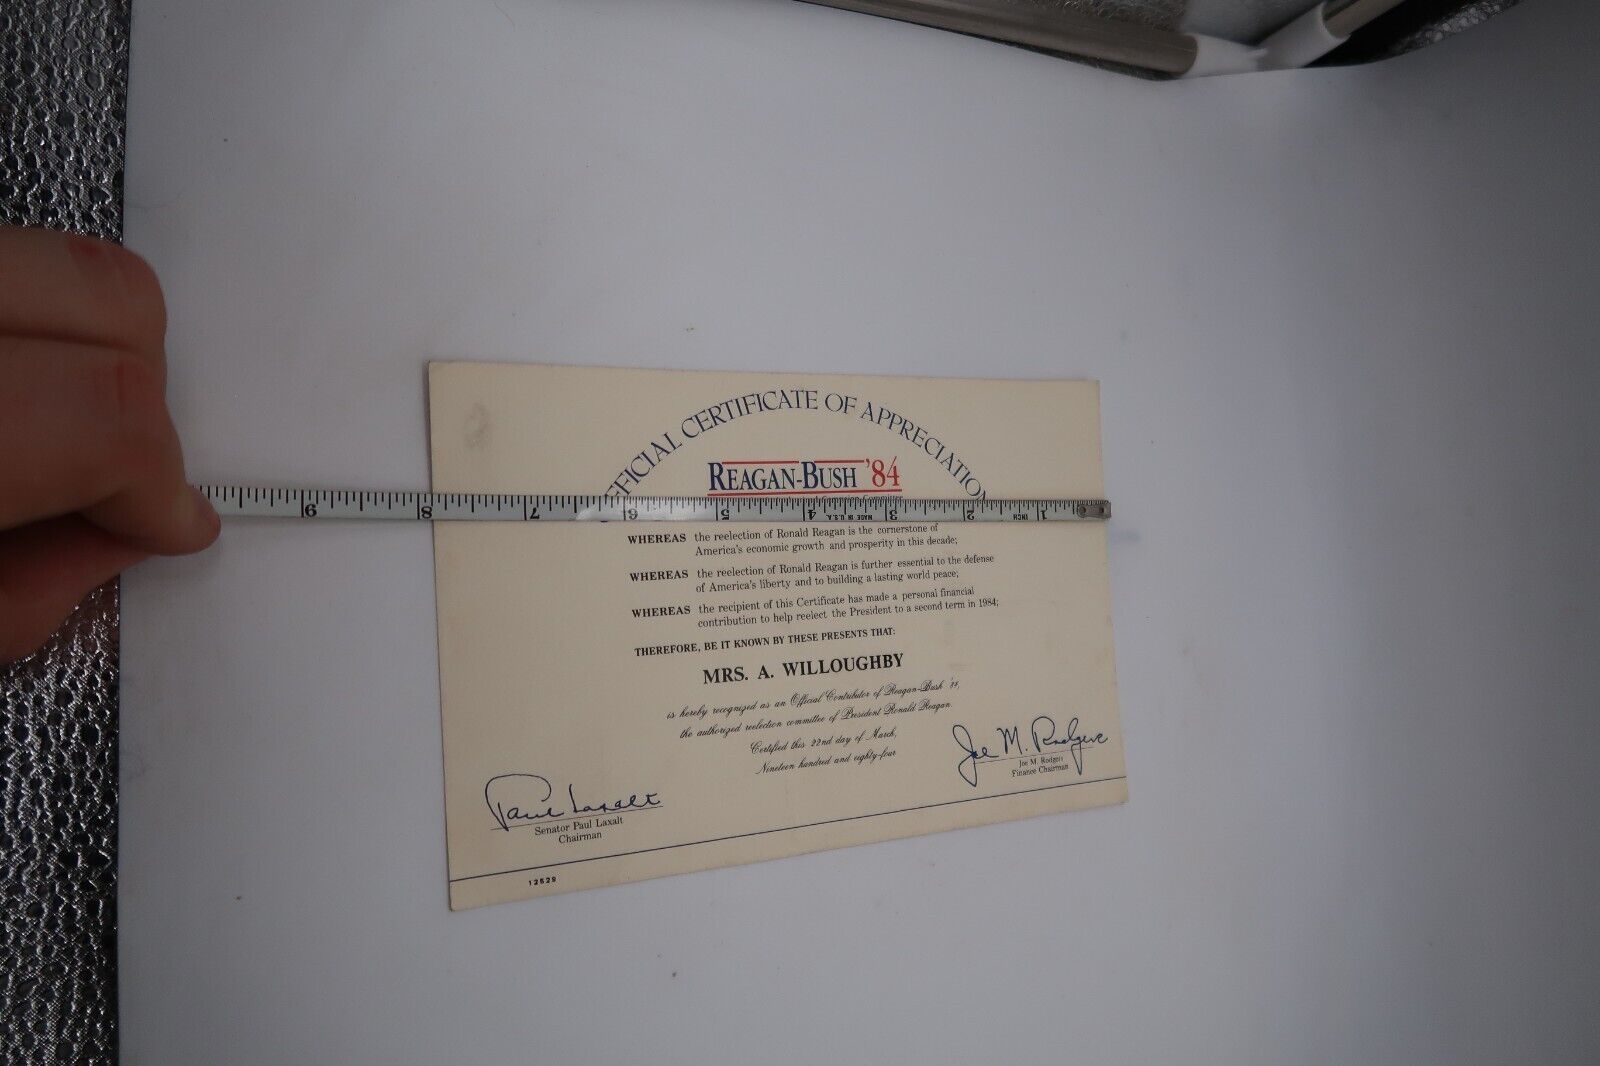 OFFICIAL CERTIFICATE OF APPRECIATION
REAGAN-BUSH '84
9 8 7 6 5 4 3 2 1
MADE IN U.S.A.
INCH
WHEREAS the reelection of Ronald Reagan is the cornerstone of
America's economic growth and prosperity in this decade;
WHEREAS the reelection of Ronald Reagan is further essential to the defense
of America's liberty and to building a lasting world peace;
WHEREAS the recipient of this Certificate has made a personal financial
contribution to help reelect the President to a second term in 1984;
THEREFORE, BE IT KNOWN BY THESE PRESENTS THAT:
MRS. A. WILLOUGHBY
is hereby recognized as an Official Contributor of Reagan-Bush '84,
the authorized reelection committee of President Ronald Reagan.
Certified this 22nd day of March,
Nineteen hundred and eighty-four
Paul Laxalt
Senator Paul Laxalt
Chairman
Joe M. Rodgers
Joe M. Rodgers
Finance Chairman
12529